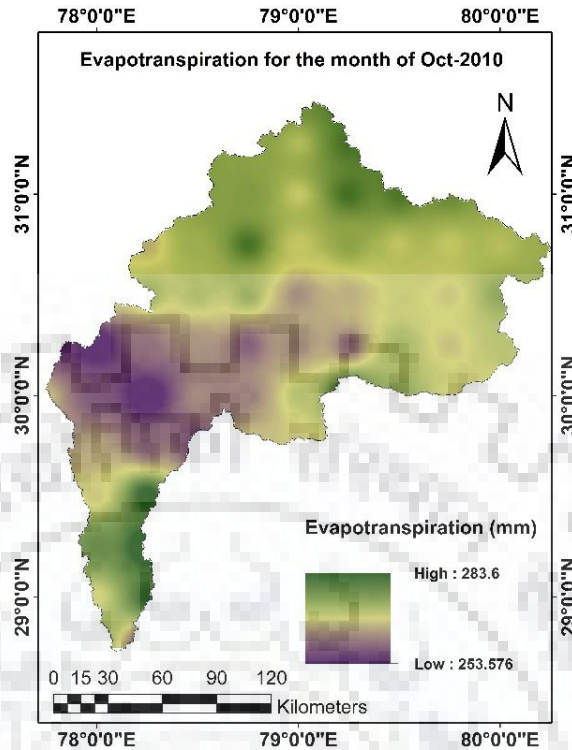 78°0'0"E 79°0'0"E 80°0'0"E
Evapotranspiration for the month of Oct-2010
N
31°0'0"N 31°0'0"N
30°0'0"N 30°0'0"N
29°0'0"N 29°0'0"N
Evapotranspiration (mm)
High : 283.6
Low : 253.576
0 15 30 60 90 120
Kilometers
78°0'0"E 79°0'0"E 80°0'0"E